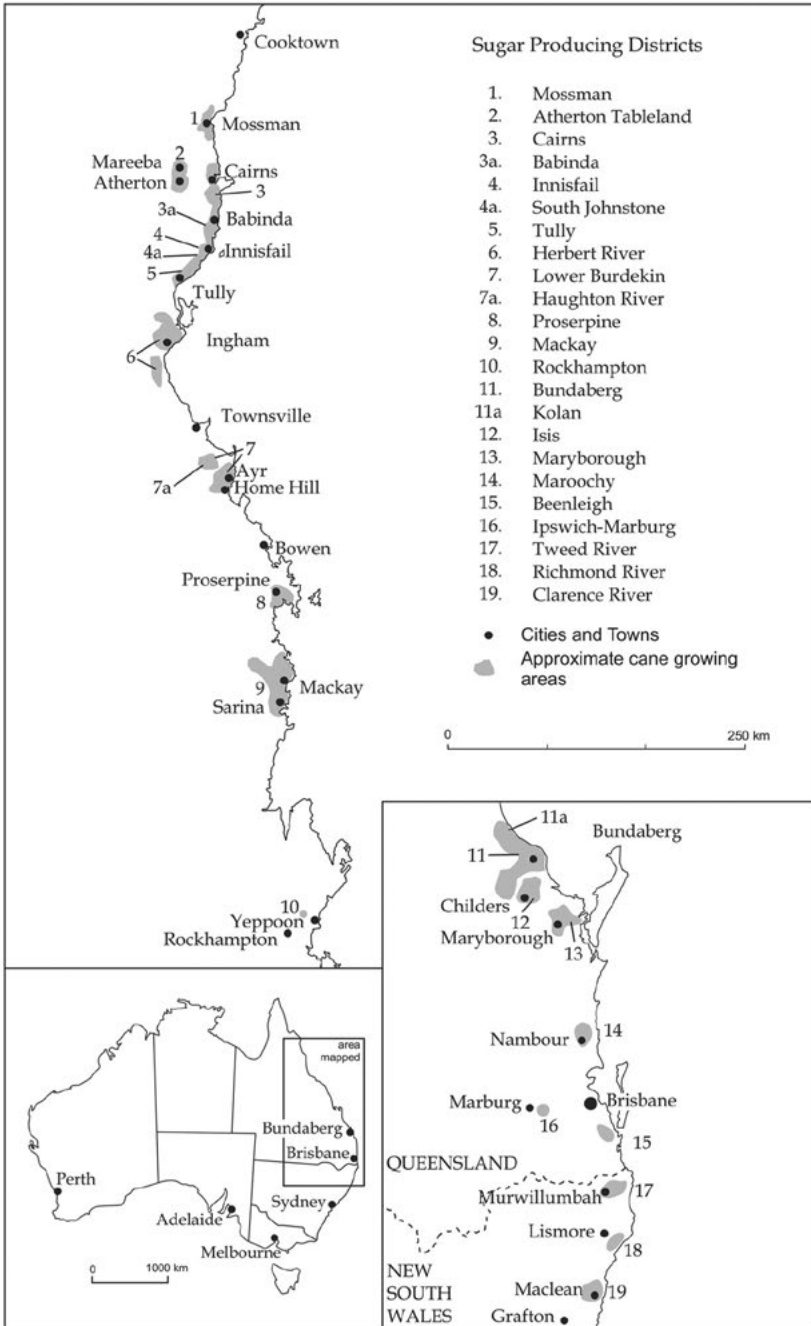 Cooktown
1
Mossman
2
Mareeba
Atherton
Cairns
3
3a
Babinda
4
Innisfail
4a
5
Tully
Ingham
6
Townsville
7
Ayr
7a
Home Hill
Bowen
Proserpine
8
9
Mackay
Sarina
10
Yeppoon
Rockhampton
Sugar Producing Districts
1. Mossman
2. Atherton Tableland
3. Cairns
3a. Babinda
4. Innisfail
4a. South Johnstone
5. Tully
6. Herbert River
7. Lower Burdekin
7a. Haughton River
8. Proserpine
9. Mackay
10. Rockhampton
11. Bundaberg
11a Kolan
12. Isis
13. Maryborough
14. Maroochy
15. Beenleigh
16. Ipswich-Marburg
17. Tweed River
18. Richmond River
19. Clarence River
Cities and Towns
Approximate cane growing
areas
0 250 km
11a
Bundaberg
11
Childers
12
Maryborough
13
14
Nambour
Marburg
Brisbane
16
15
QUEENSLAND
Murwillumbah
17
Lismore
18
NEW
SOUTH
WALES
Maclean
19
Grafton
area
mapped
Bundaberg
Brisbane
Perth
Sydney
Adelaide
Melbourne
0 1000 km